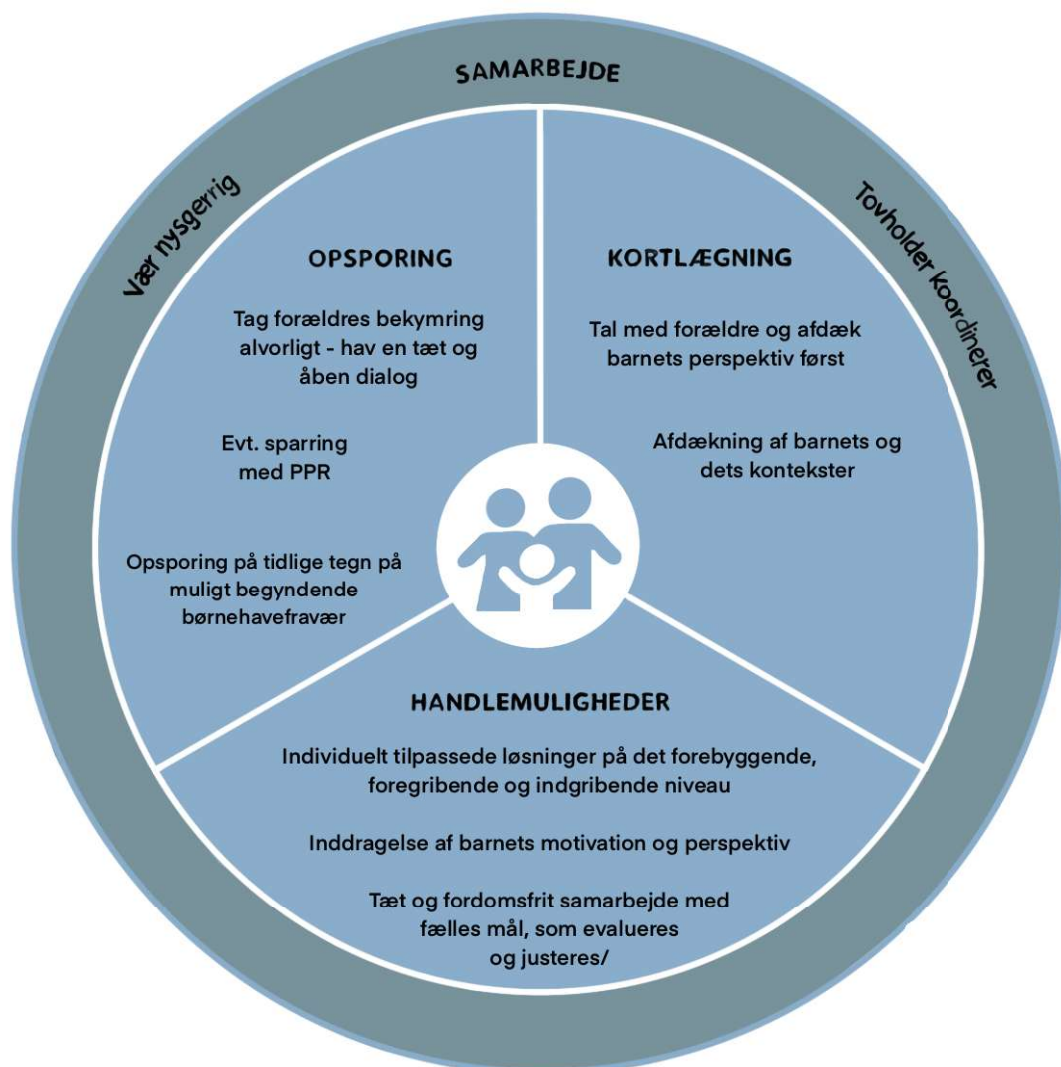 SAMARBEJDE
Vær nysgerrig
Tovholder koordinerer
OPSPORING
Tag forældres bekymring
alvorligt - hav en tæt og
åben dialog
Evt. sparring
med PPR
Opsporing på tidlige tegn på
muligt begyndende
børnehavefravær
KORTLÆGNING
Tal med forældre og afdæk
barnets perspektiv først
Afdækning af barnets og
dets kontekster
HANDLEMULIGHEDER
Individuelt tilpassede løsninger på det forebyggende,
foregribende og indgribende niveau
Inddragelse af barnets motivation og perspektiv
Tæt og fordomsfrit samarbejde med
fælles mål, som evalueres
og justeres/